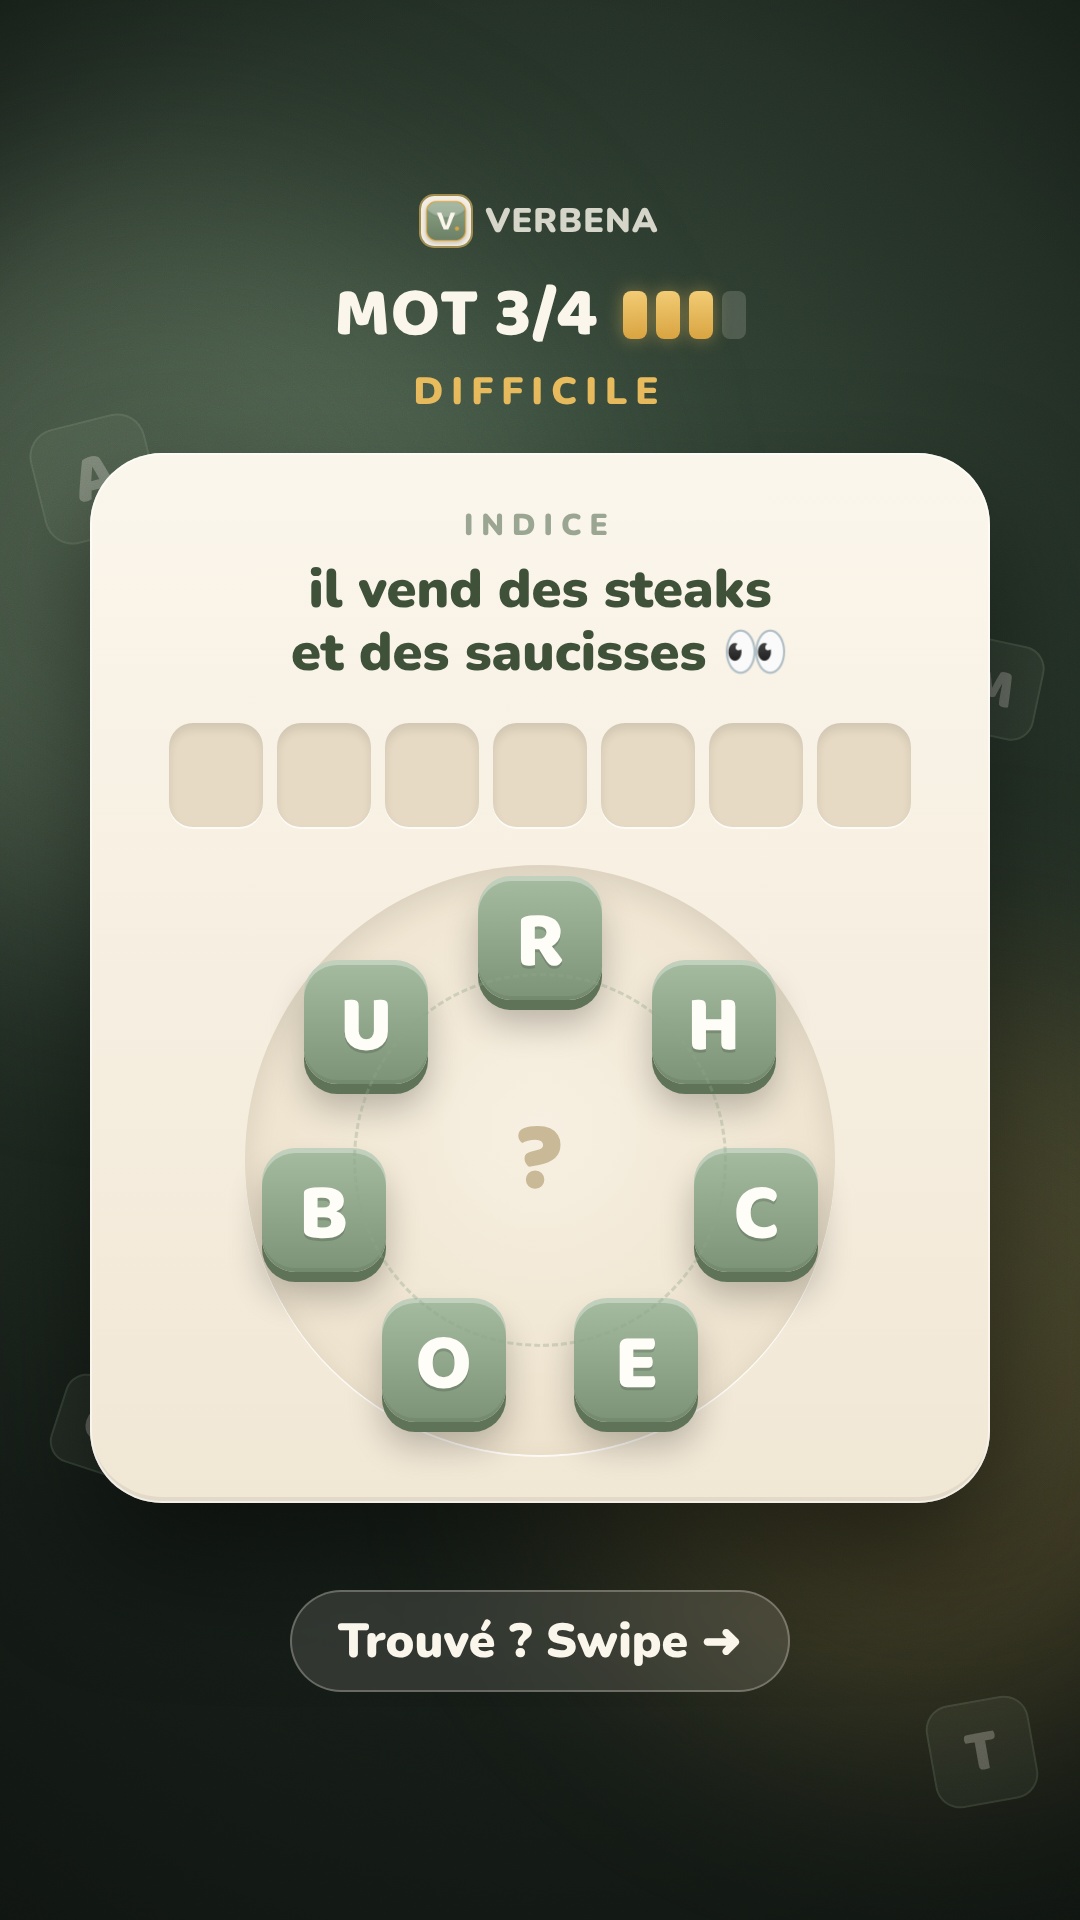 V.
VERBENA
MOT 3/4
DIFFICILE
A
INDICE
il vend des steaks
et des saucisses 👀
M
R
U
H
?
B
C
O
E
Trouvé ? Swipe ➜
T